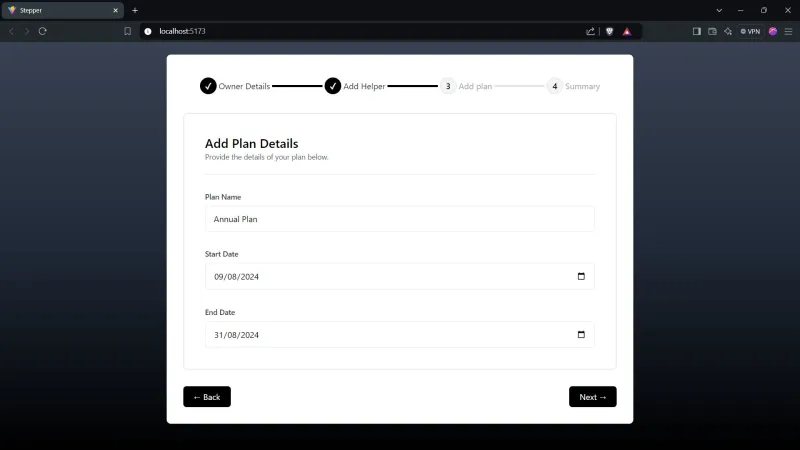 Stepper
localhost:5173
VPN
Owner Details
Add Helper
3 Add plan
4 Summary
Add Plan Details
Provide the details of your plan below.
Plan Name
Annual Plan
Start Date
09/08/2024
End Date
31/08/2024
← Back
Next →